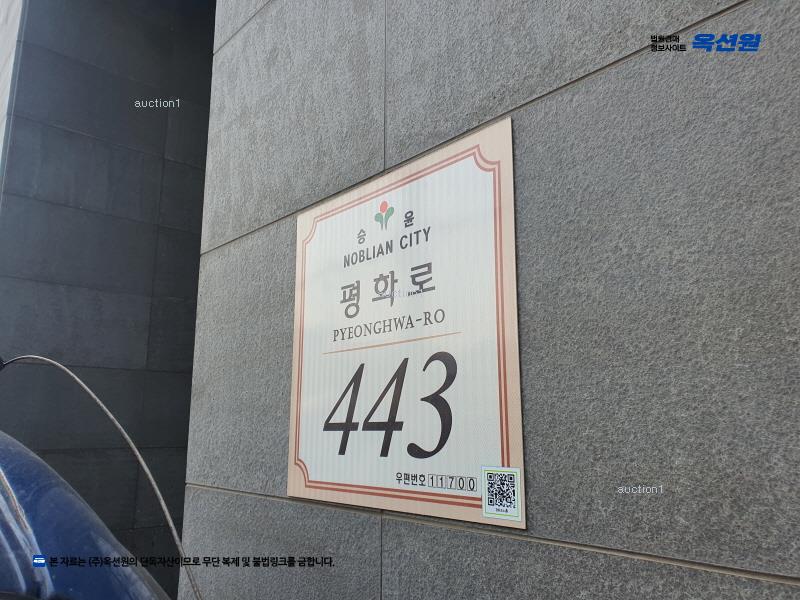 법원경매
정보사이트 옥션원
auction1
승 윤
NOBLIAN CITY
평화로
auction1
PYEONGHWA-RO
443
우편번호 11700
auction1
본 자료는 (주)옥션원의 단독자산이므로 무단 복제 및 불법링크를 금합니다.